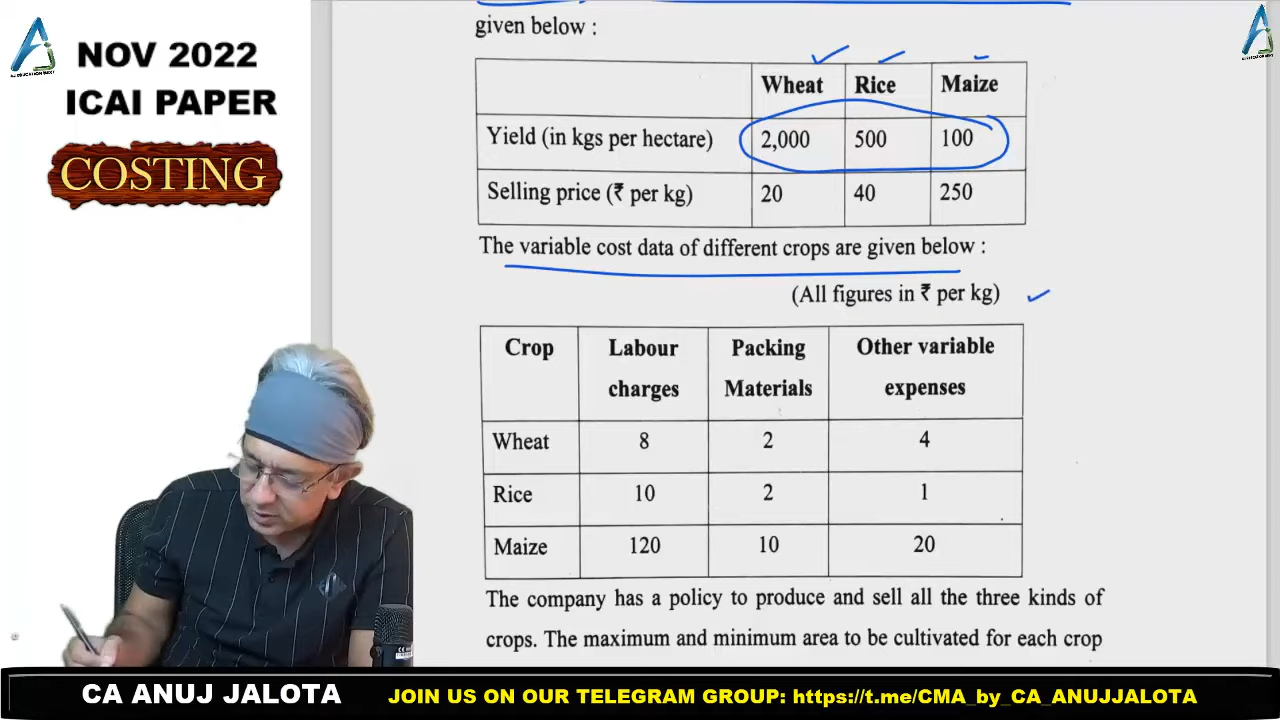 NOV 2022
ICAI PAPER
COSTING
given below :
Wheat Rice Maize
Yield (in kgs per hectare) 2,000 500 100
Selling price (₹ per kg) 20 40 250
The variable cost data of different crops are given below :
(All figures in ₹ per kg)
Crop Labour charges Packing Materials Other variable expenses
Wheat 8 2 4
Rice 10 2 1
Maize 120 10 20
The company has a policy to produce and sell all the three kinds of
crops. The maximum and minimum area to be cultivated for each crop
CA ANUJ JALOTA
JOIN US ON OUR TELEGRAM GROUP: https://t.me/CMA_by_CA_ANUJJALOTA